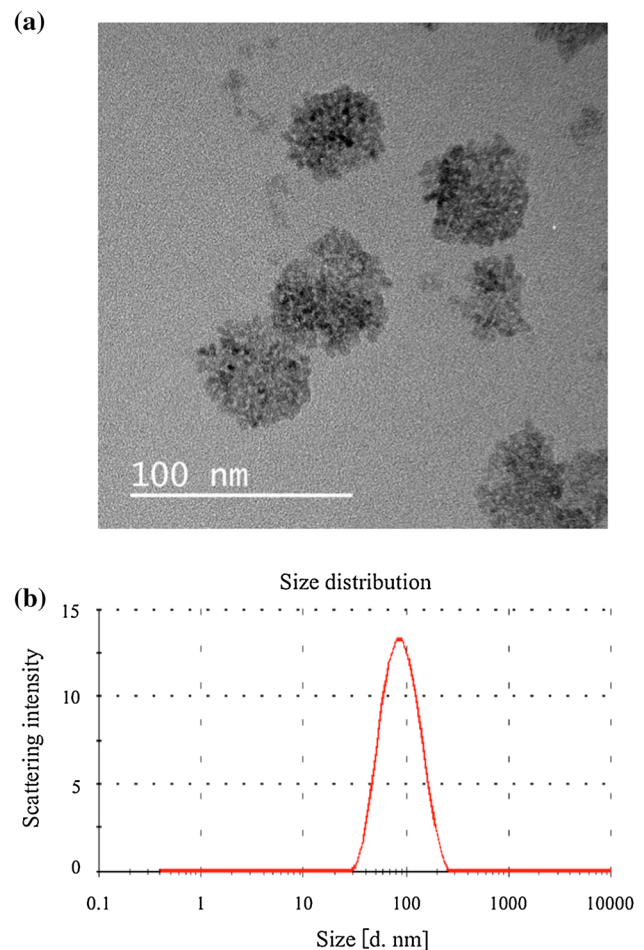 (a)
100 nm
(b)
Size distribution
Scattering intensity
15
10
5
0
0.1 1 10 100 1000 10000
Size [d. nm]